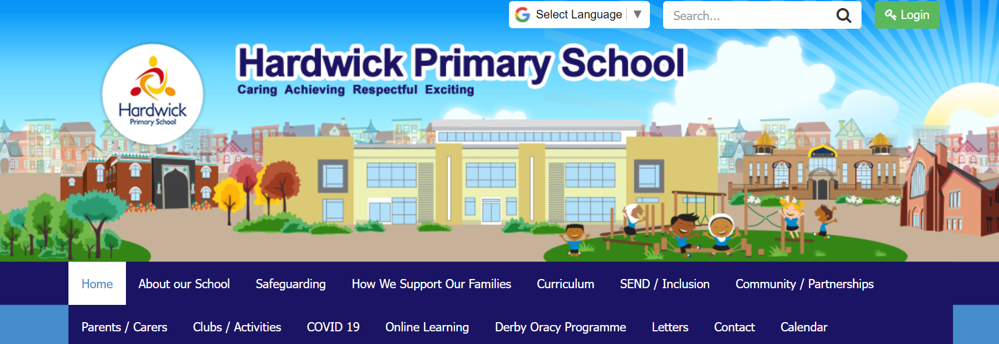 Select Language ▼
Search...
Login
Hardwick Primary School
Caring Achieving Respectful Exciting
Hardwick
Primary School
Home About our School Safeguarding How We Support Our Families Curriculum SEND / Inclusion Community / Partnerships
Parents / Carers Clubs / Activities COVID 19 Online Learning Derby Oracy Programme Letters Contact Calendar